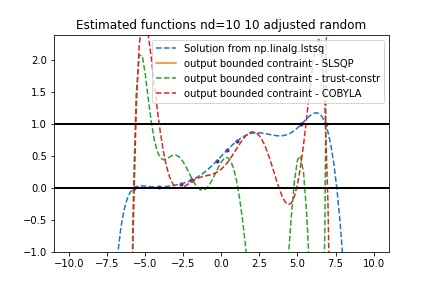 Estimated functions nd=10 10 adjusted random
Solution from np.linalg.lstsq
output bounded contraint - SLSQP
output bounded contraint - trust-constr
output bounded contraint - COBYLA
2.0
1.5
1.0
0.5
0.0
−0.5
−1.0
−10.0 −7.5 −5.0 −2.5 0.0 2.5 5.0 7.5 10.0